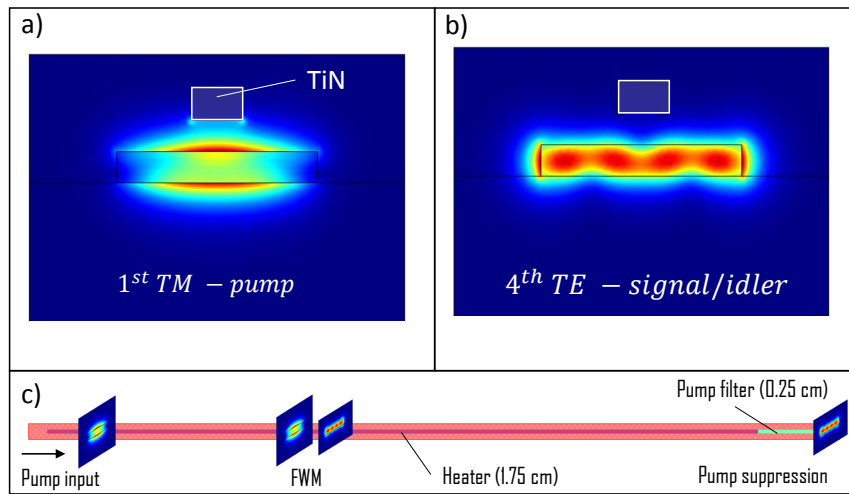 a)
TiN
1st TM – pump
b)
4th TE – signal/idler
c)
Pump filter (0.25 cm)
Pump input
FWM
Heater (1.75 cm)
Pump suppression